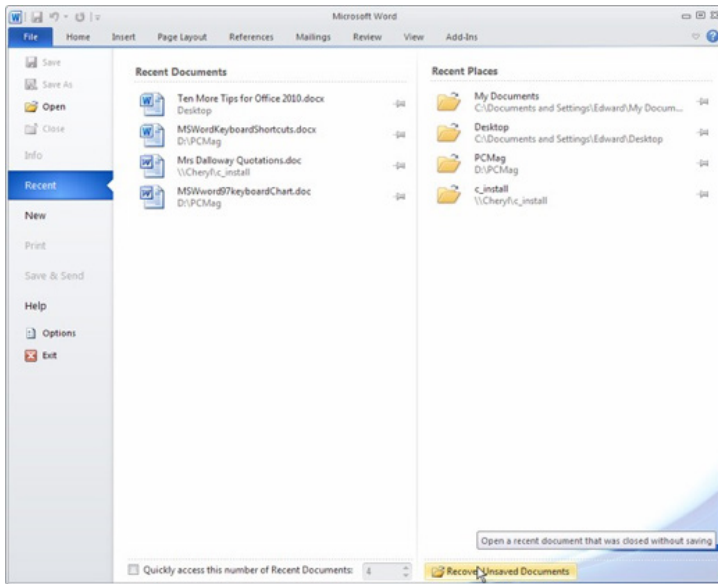 Microsoft Word
File Home Insert Page Layout References Mailings Review View Add-Ins
Save
Save As
Open
Close
Info
Recent
New
Print
Save & Send
Help
Options
Exit
Recent Documents
Ten More Tips for Office 2010.docx
Desktop
MSWordKeyboardShortcuts.docx
D:\PCMag
Mrs Dalloway Quotations.doc
\\Cheryl\c_install
MSWword97keyboardChart.doc
D:\PCMag
Quickly access this number of Recent Documents: 4
Recent Places
My Documents
C:\Documents and Settings\Edward\My Docum...
Desktop
C:\Documents and Settings\Edward\Desktop
PCMag
D:\PCMag
c_install
\\Cheryl\c_install
Open a recent document that was closed without saving
Recover Unsaved Documents